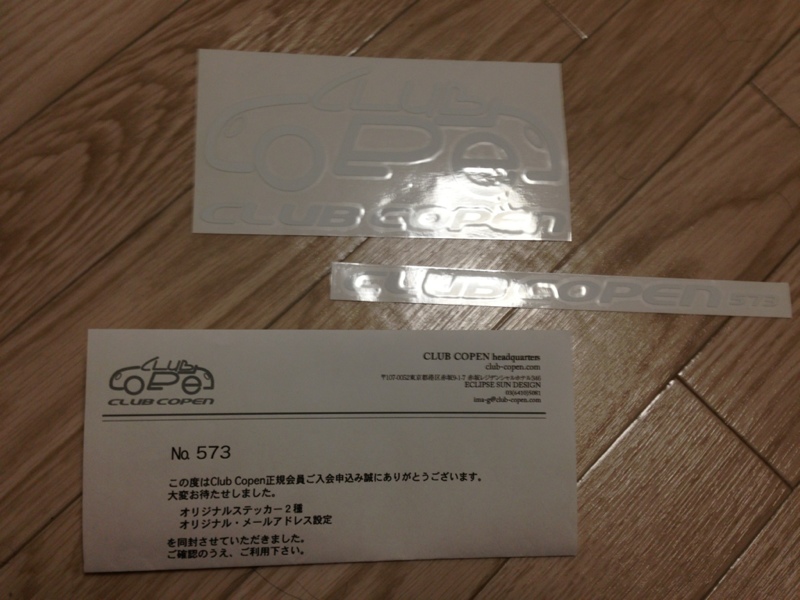 CLUB
COPEN
CLUB COPEN
CLUB COPEN 573
CLUB
COPEN
CLUB COPEN
CLUB COPEN headquarters
club-copen.com
ECLIPSE SUN DESIGN
ima-g@club-copen.com
No. 573
この度はClub Copen正規会員ご入会申込み誠にありがとうございます。
大変お待たせしました。
オリジナルステッカー2種
オリジナル・メールアドレス設定
を同封させていただきました。
ご確認のうえ、ご利用下さい。